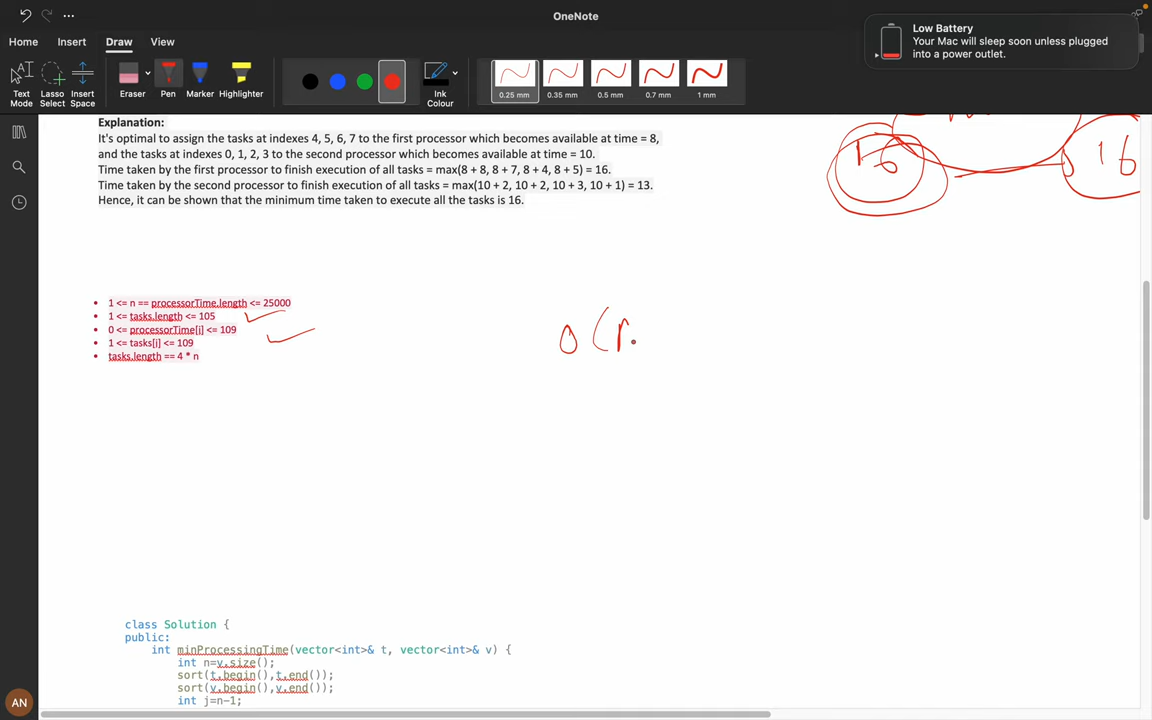 OneNote
Low Battery
Your Mac will sleep soon unless plugged
into a power outlet.
Home Insert Draw View
Text Mode
Lasso Select
Insert Space
Eraser
Pen
Marker
Highlighter
Ink Colour
0.25 mm
0.35 mm
0.5 mm
0.7 mm
1 mm
Explanation:
It's optimal to assign the tasks at indexes 4, 5, 6, 7 to the first processor which becomes available at time = 8,
and the tasks at indexes 0, 1, 2, 3 to the second processor which becomes available at time = 10.
Time taken by the first processor to finish execution of all tasks = max(8 + 8, 8 + 7, 8 + 4, 8 + 5) = 16.
Time taken by the second processor to finish execution of all tasks = max(10 + 2, 10 + 2, 10 + 3, 10 + 1) = 13.
Hence, it can be shown that the minimum time taken to execute all the tasks is 16.
16 16
• 1 <= n == processorTime.length <= 25000
• 1 <= tasks.length <= 105
• 0 <= processorTime[i] <= 109
• 1 <= tasks[i] <= 109
• tasks.length == 4 * n
O(n
class Solution {
public:
int minProcessingTime(vector<int>& t, vector<int>& v) {
int n=v.size();
sort(t.begin(),t.end());
sort(v.begin(),v.end());
int j=n-1;
AN